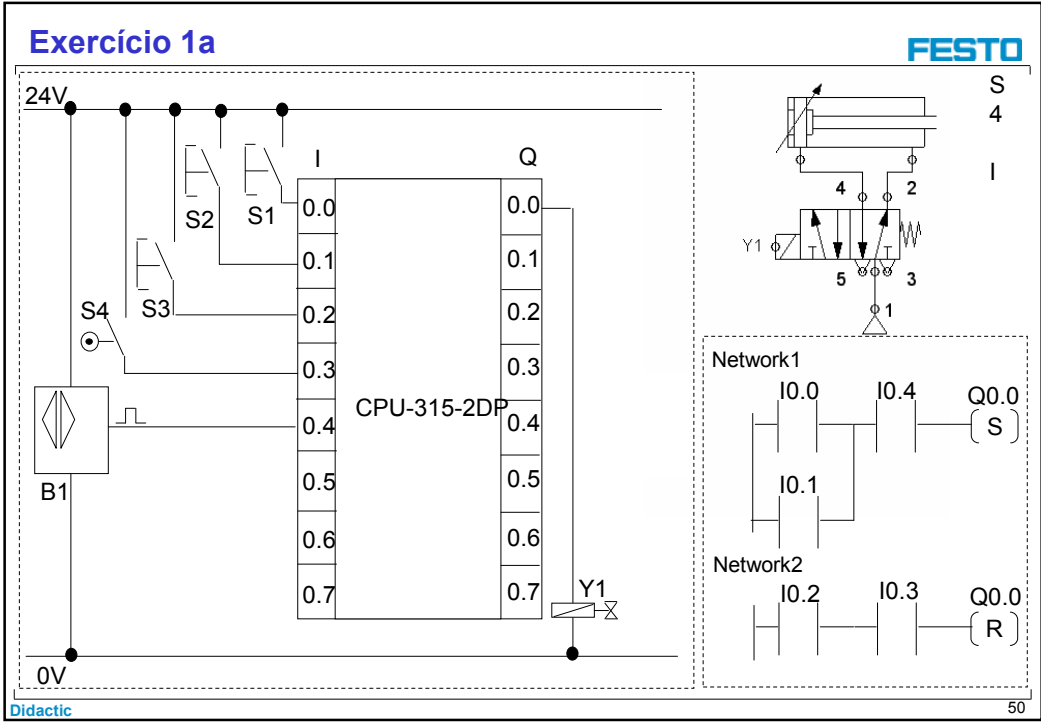 Exercício 1a
FESTO
24V
I
Q
S2
S1
S3
S4
B1
0.0
0.1
0.2
0.3
0.4
0.5
0.6
0.7
CPU-315-2DP
0.0
0.1
0.2
0.3
0.4
0.5
0.6
0.7
Y1
0V
S
4
I
4
2
Y1
5
3
1
Network1
I0.0
I0.4
Q0.0
S
I0.1
Network2
I0.2
I0.3
Q0.0
R
Didactic
50